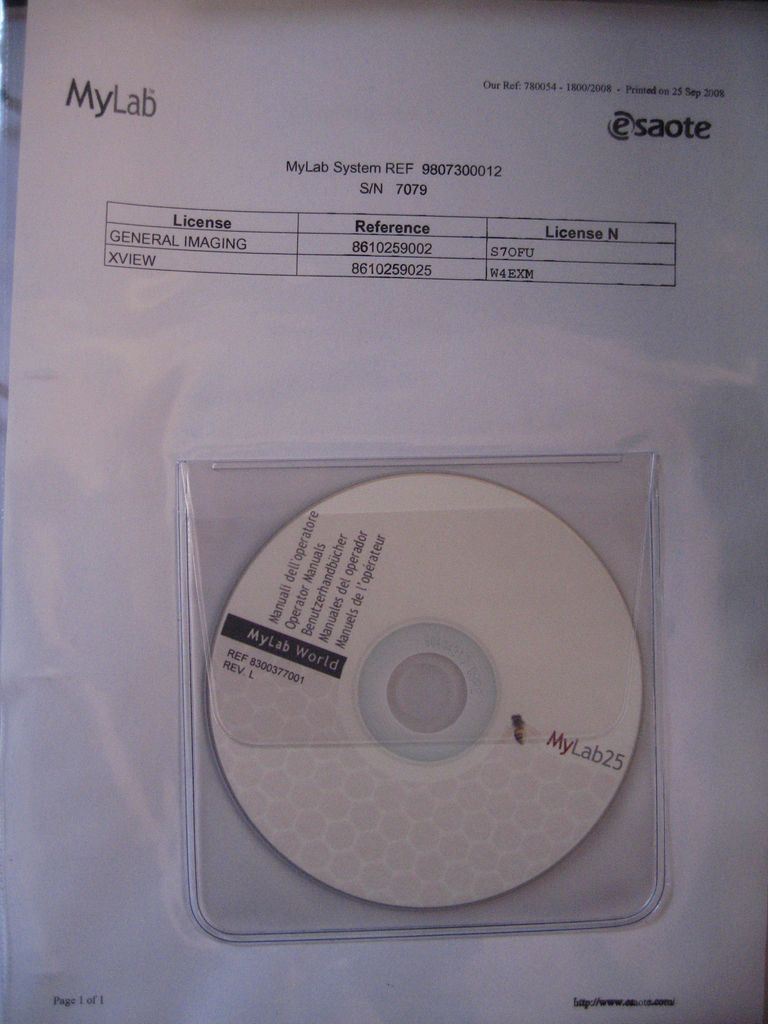 MyLab™
Our Ref: 780054 - 1800/2008 - Printed on 25 Sep 2008
esaote
MyLab System REF 9807300012
S/N 7079
License Reference License N
GENERAL IMAGING 8610259002 S7OFU
XVIEW 8610259025 W4EXM
Manuali dell'operatore
Operator Manuals
Benutzerhandbücher
Manuales del operador
Manuels de l'opérateur
MyLab World
REF 8300377001
REV. L
MyLab25
Page 1 of 1
http://www.esaote.com/